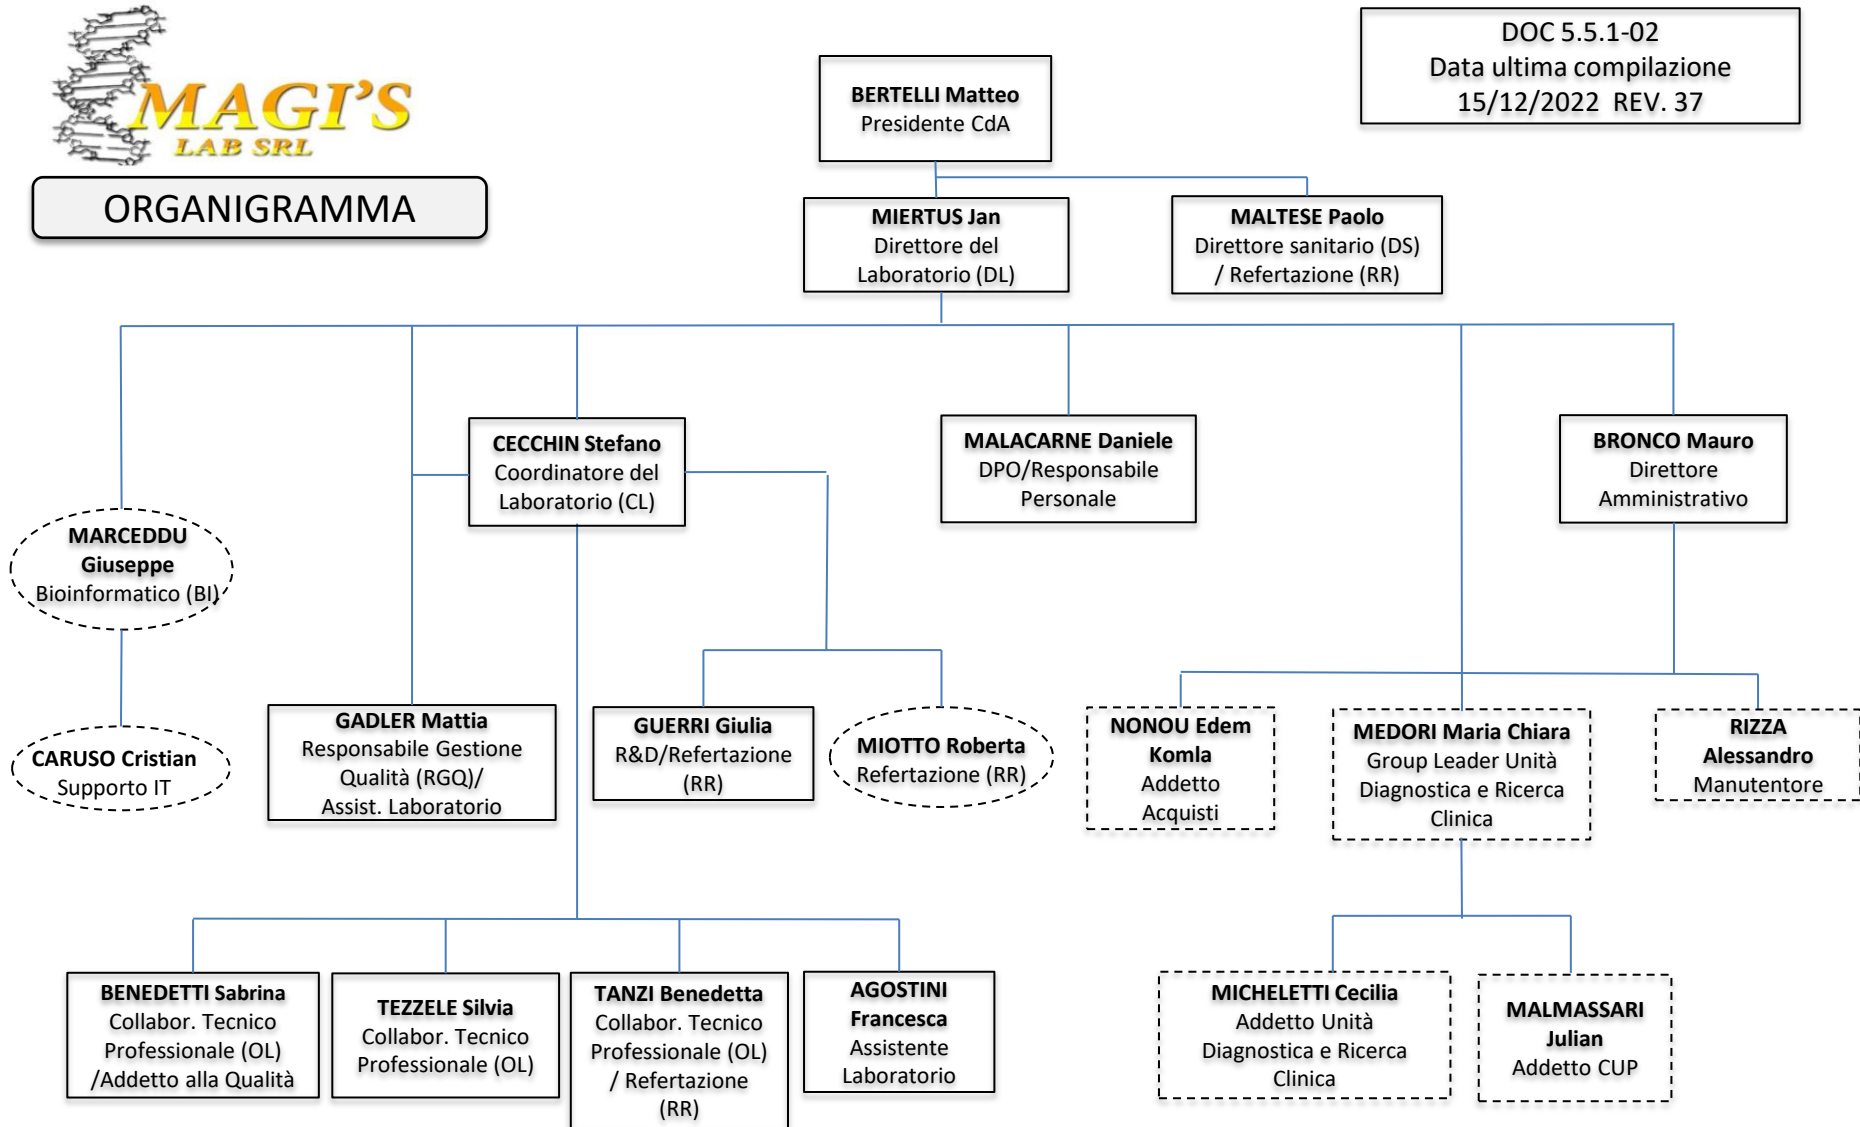 MAGI'S
LAB SRL
ORGANIGRAMMA
BERTELLI Matteo
Presidente CdA
DOC 5.5.1-02
Data ultima compilazione
15/12/2022 REV. 37
MIERTUS Jan
Direttore del
Laboratorio (DL)
MALTESE Paolo
Direttore sanitario (DS)
/ Refertazione (RR)
CECCHIN Stefano
Coordinatore del
Laboratorio (CL)
MALACARNE Daniele
DPO/Responsabile
Personale
BRONCO Mauro
Direttore
Amministrativo
MARCEDDU
Giuseppe
Bioinformatico (BI)
CARUSO Cristian
Supporto IT
GADLER Mattia
Responsabile Gestione
Qualità (RGQ)/
Assist. Laboratorio
GUERRI Giulia
R&D/Refertazione
(RR)
MIOTTO Roberta
Refertazione (RR)
NONOU Edem
Komla
Addetto
Acquisti
MEDORI Maria Chiara
Group Leader Unità
Diagnostica e Ricerca
Clinica
RIZZA
Alessandro
Manutentore
BENEDETTI Sabrina
Collabor. Tecnico
Professionale (OL)
/Addetto alla Qualità
TEZZELE Silvia
Collabor. Tecnico
Professionale (OL)
TANZI Benedetta
Collabor. Tecnico
Professionale (OL)
/ Refertazione
(RR)
AGOSTINI
Francesca
Assistente
Laboratorio
MICHELETTI Cecilia
Addetto Unità
Diagnostica e Ricerca
Clinica
MALMASSARI
Julian
Addetto CUP